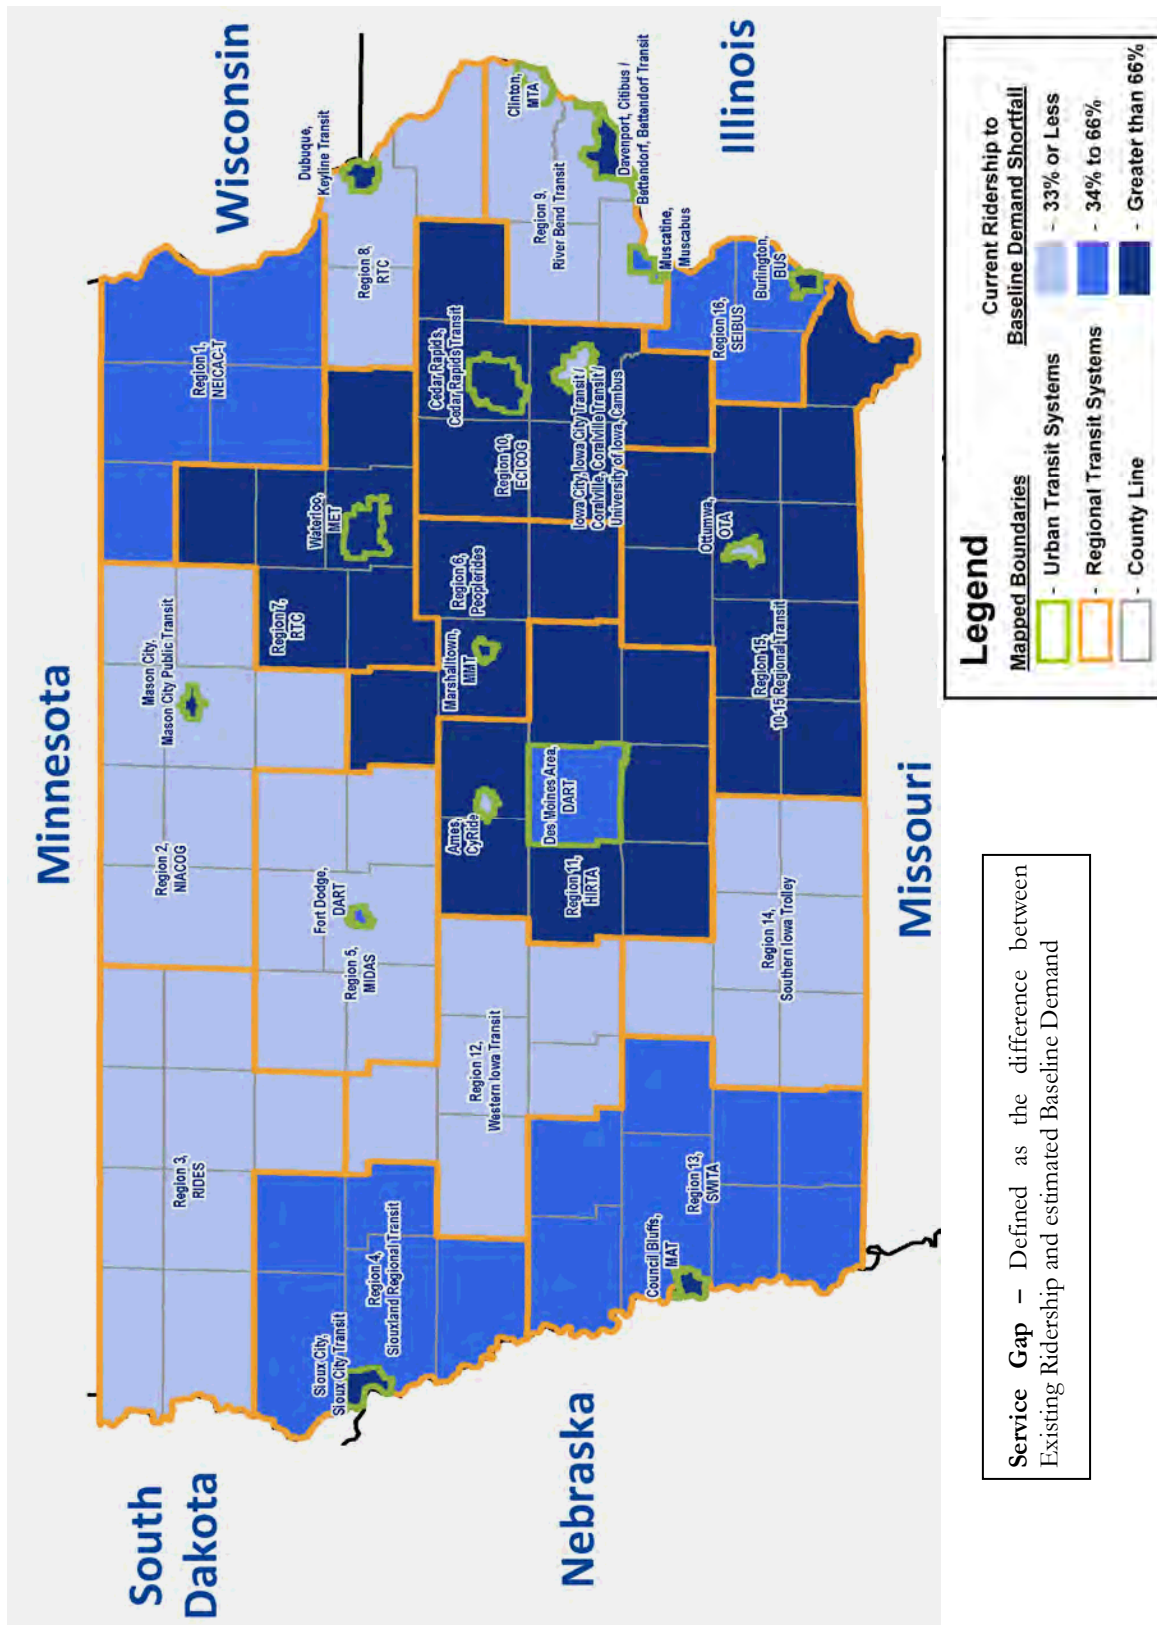 Minnesota
Wisconsin
South
Dakota
Nebraska
Illinois
Missouri
Region 3,
RIDES
Region 2,
NIACOG
Mason City,
Mason City Public Transit
Region 1,
NEICAC-T
Sioux City,
Sioux City Transit
Region 4,
Siouxland Regional Transit
Region 5,
MIDAS
Fort Dodge,
DART
Region 7,
RTC
Waterloo,
MET
Region 8,
RTC
Dubuque,
Keyline Transit
Region 12,
Western Iowa Transit
Ames,
CyRide
Marshalltown,
MMT
Region 6,
Peoplerides
Cedar Rapids,
Cedar Rapids Transit
Region 10,
ECICOG
Region 9,
River Bend Transit
Clinton,
MTA
Davenport, Citibus /
Bettendorf, Bettendorf Transit
Region 11,
HIRTA
Des Moines Area,
DART
Iowa City, Iowa City Transit /
Coralville, Coralville Transit /
University of Iowa, Cambus
Muscatine,
Muscabus
Council Bluffs,
MAT
Region 13,
SWITA
Region 14,
Southern Iowa Trolley
Region 15,
10-15 Regional Transit
Ottumwa,
OTA
Region 16,
SEIBUS
Burlington,
BUS
Service Gap – Defined as the difference between
Existing Ridership and estimated Baseline Demand
Legend
Mapped Boundaries
- Urban Transit Systems
- Regional Transit Systems
- County Line
Current Ridership to
Baseline Demand Shortfall
- 33% or Less
- 34% to 66%
- Greater than 66%